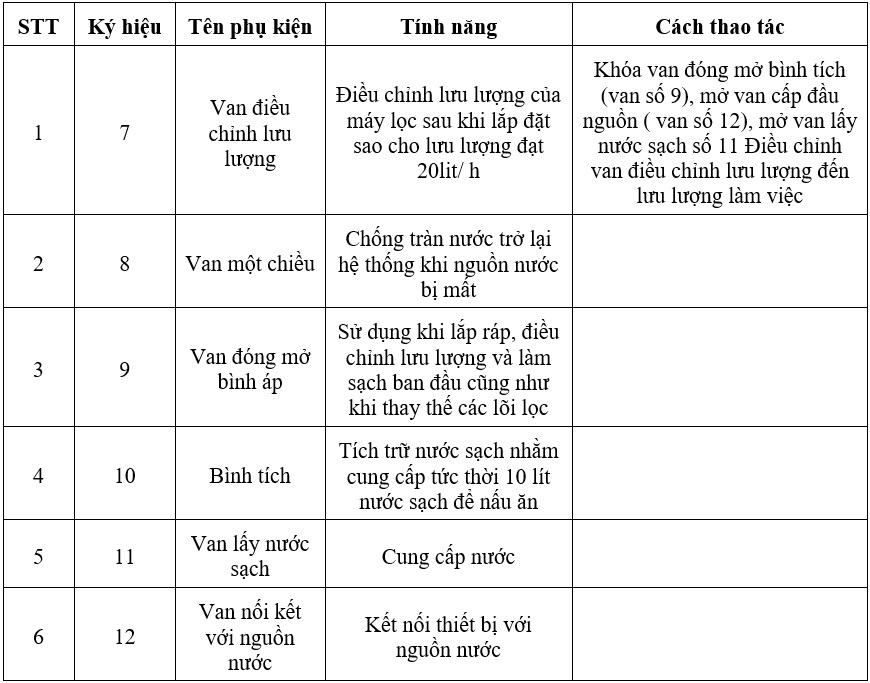 STT
Ký hiệu
Tên phụ kiện
Tính năng
Cách thao tác
1
7
Van điều
chỉnh lưu
lượng
Điều chỉnh lưu lượng của
máy lọc sau khi lắp đặt
sao cho lưu lượng đạt
20lit/ h
Khóa van đóng mở bình tích
(van số 9), mở van cấp đầu
nguồn ( van số 12), mở van lấy
nước sạch số 11 Điều chỉnh
van điều chỉnh lưu lượng đến
lưu lượng làm việc
2
8
Van một chiều
Chống tràn nước trở lại
hệ thống khi nguồn nước
bị mất
3
9
Van đóng mở
bình áp
Sử dụng khi lắp ráp, điều
chỉnh lưu lượng và làm
sạch ban đầu cũng như
khi thay thế các lõi lọc
4
10
Bình tích
Tích trữ nước sạch nhằm
cung cấp tức thời 10 lít
nước sạch để nấu ăn
5
11
Van lấy nước
sạch
Cung cấp nước
6
12
Van nối kết
với nguồn
nước
Kết nối thiết bị với
nguồn nước